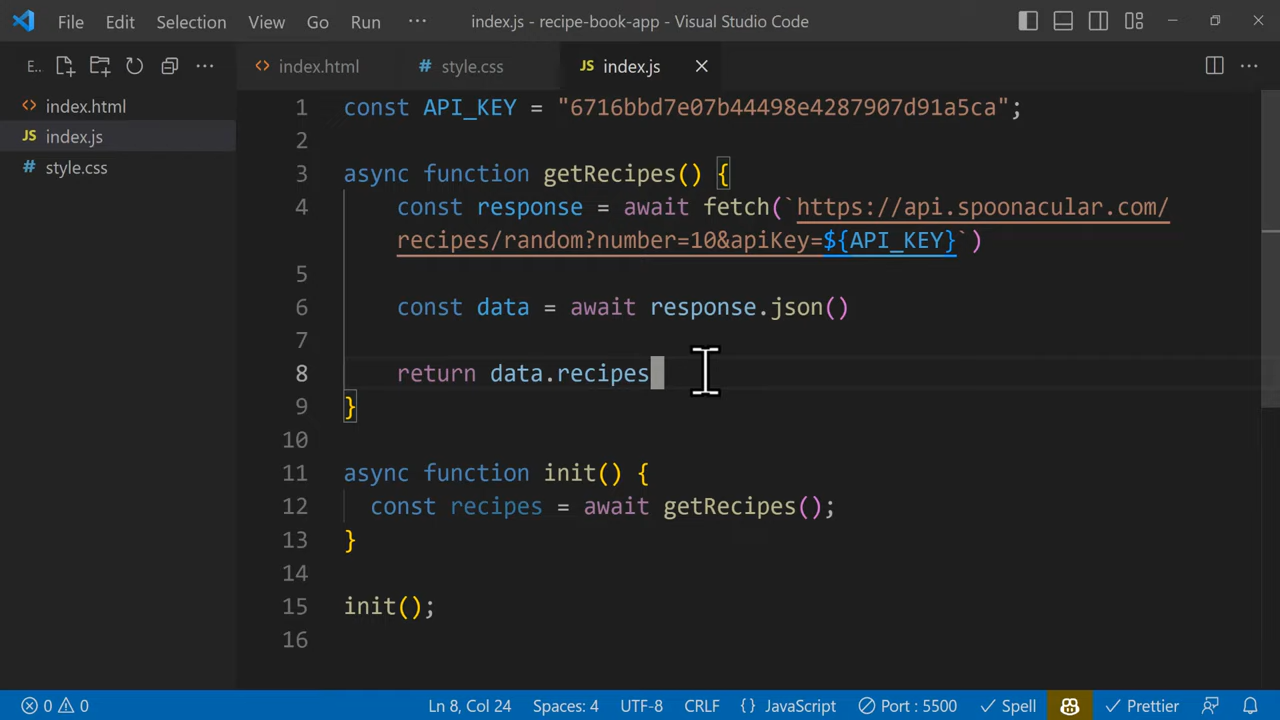 File Edit Selection View Go Run ··· index.js - recipe-book-app - Visual Studio Code
E... ···
index.html
index.js
style.css
index.html style.css JS index.js
JS
#
1 const API_KEY = "6716bbd7e07b44498e4287907d91a5ca";
2
3 async function getRecipes() {
4 const response = await fetch(`https://api.spoonacular.com/
recipes/random?number=10&apiKey=${API_KEY}`)
5
6 const data = await response.json()
7
8 return data.recipes
9 }
10
11 async function init() {
12 const recipes = await getRecipes();
13 }
14
15 init();
16
0 0 Ln 8, Col 24 Spaces: 4 UTF-8 CRLF {} JavaScript Port : 5500 Spell Prettier